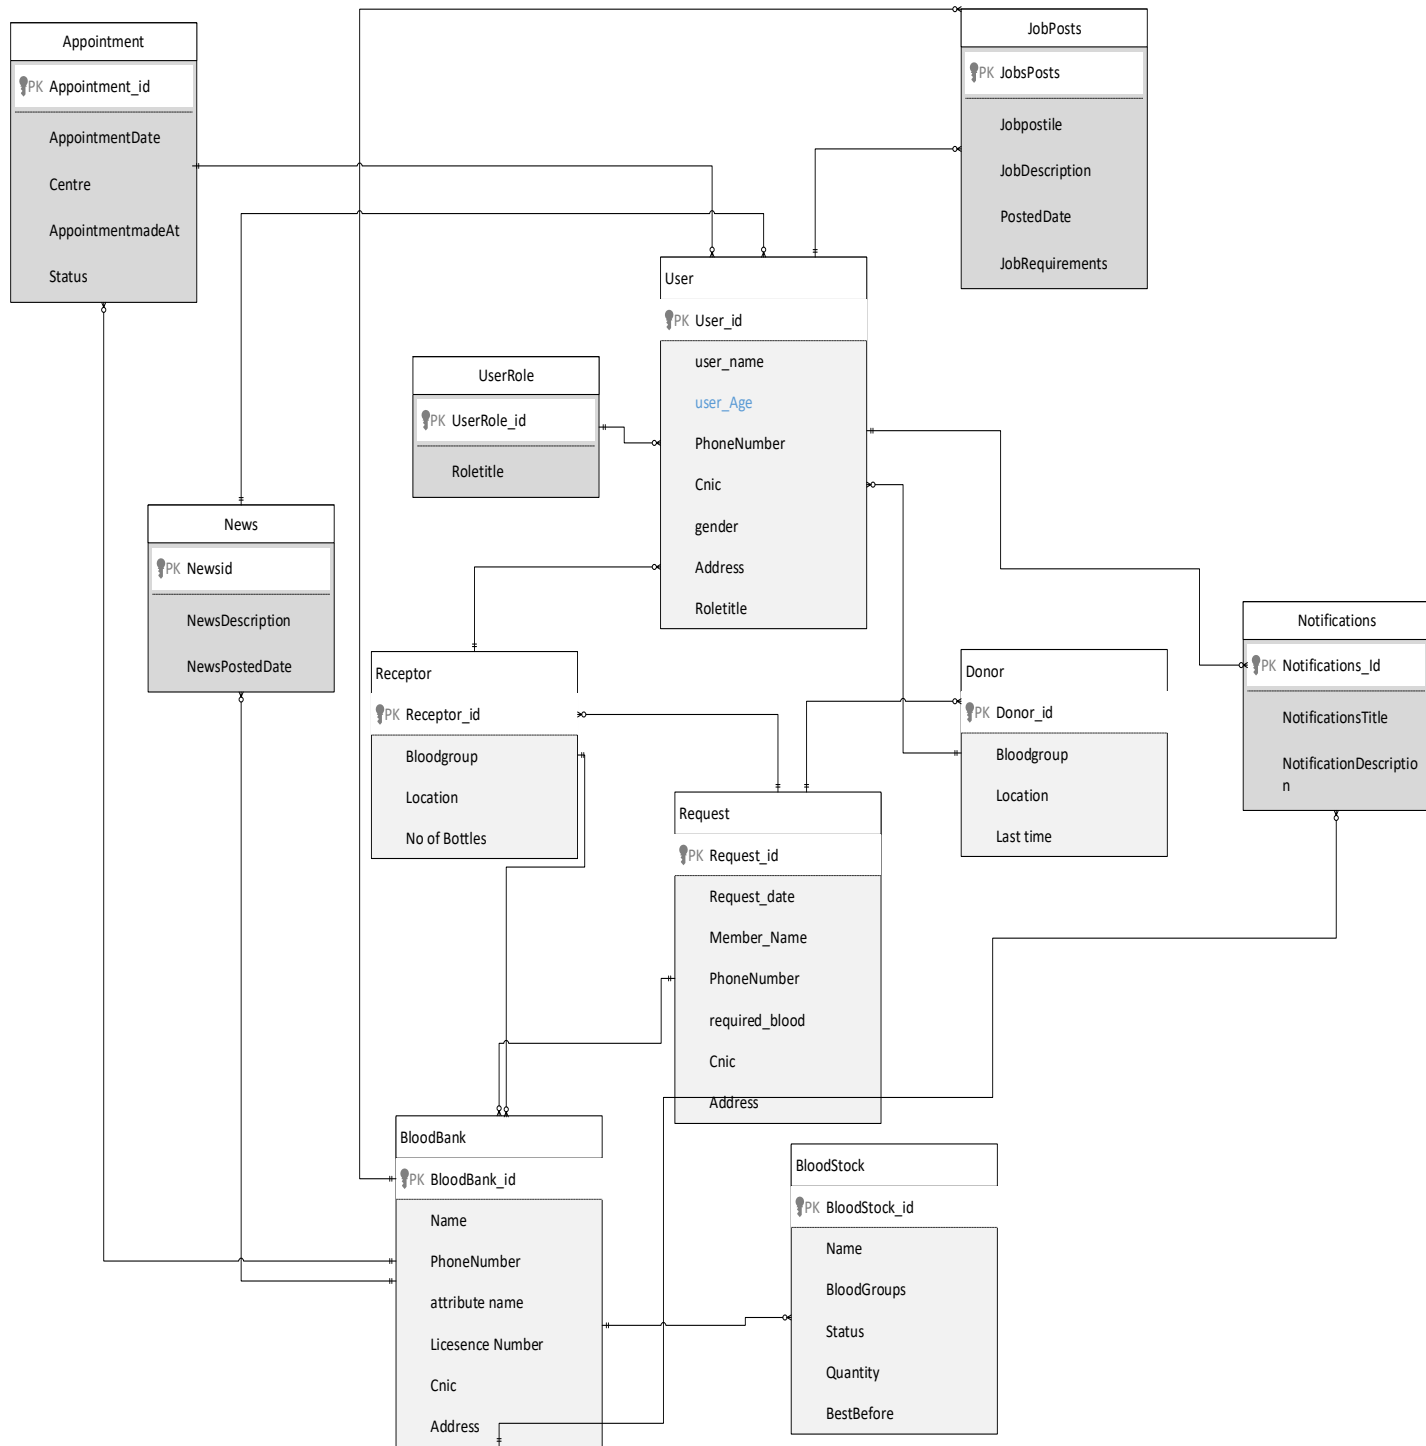 Appointment
PK Appointment_id
AppointmentDate
Centre
AppointmentmadeAt
Status
JobPosts
PK JobsPosts
Jobpostile
JobDescription
PostedDate
JobRequirements
User
PK User_id
user_name
user_Age
PhoneNumber
Cnic
gender
Address
Roletitle
UserRole
PK UserRole_id
Roletitle
News
PK Newsid
NewsDescription
NewsPostedDate
Notifications
PK Notifications_Id
NotificationsTitle
NotificationDescriptio
n
Receptor
PK Receptor_id
Bloodgroup
Location
No of Bottles
Donor
PK Donor_id
Bloodgroup
Location
Last time
Request
PK Request_id
Request_date
Member_Name
PhoneNumber
required_blood
Cnic
Address
BloodBank
PK BloodBank_id
Name
PhoneNumber
attribute name
Licesence Number
Cnic
Address
BloodStock
PK BloodStock_id
Name
BloodGroups
Status
Quantity
BestBefore